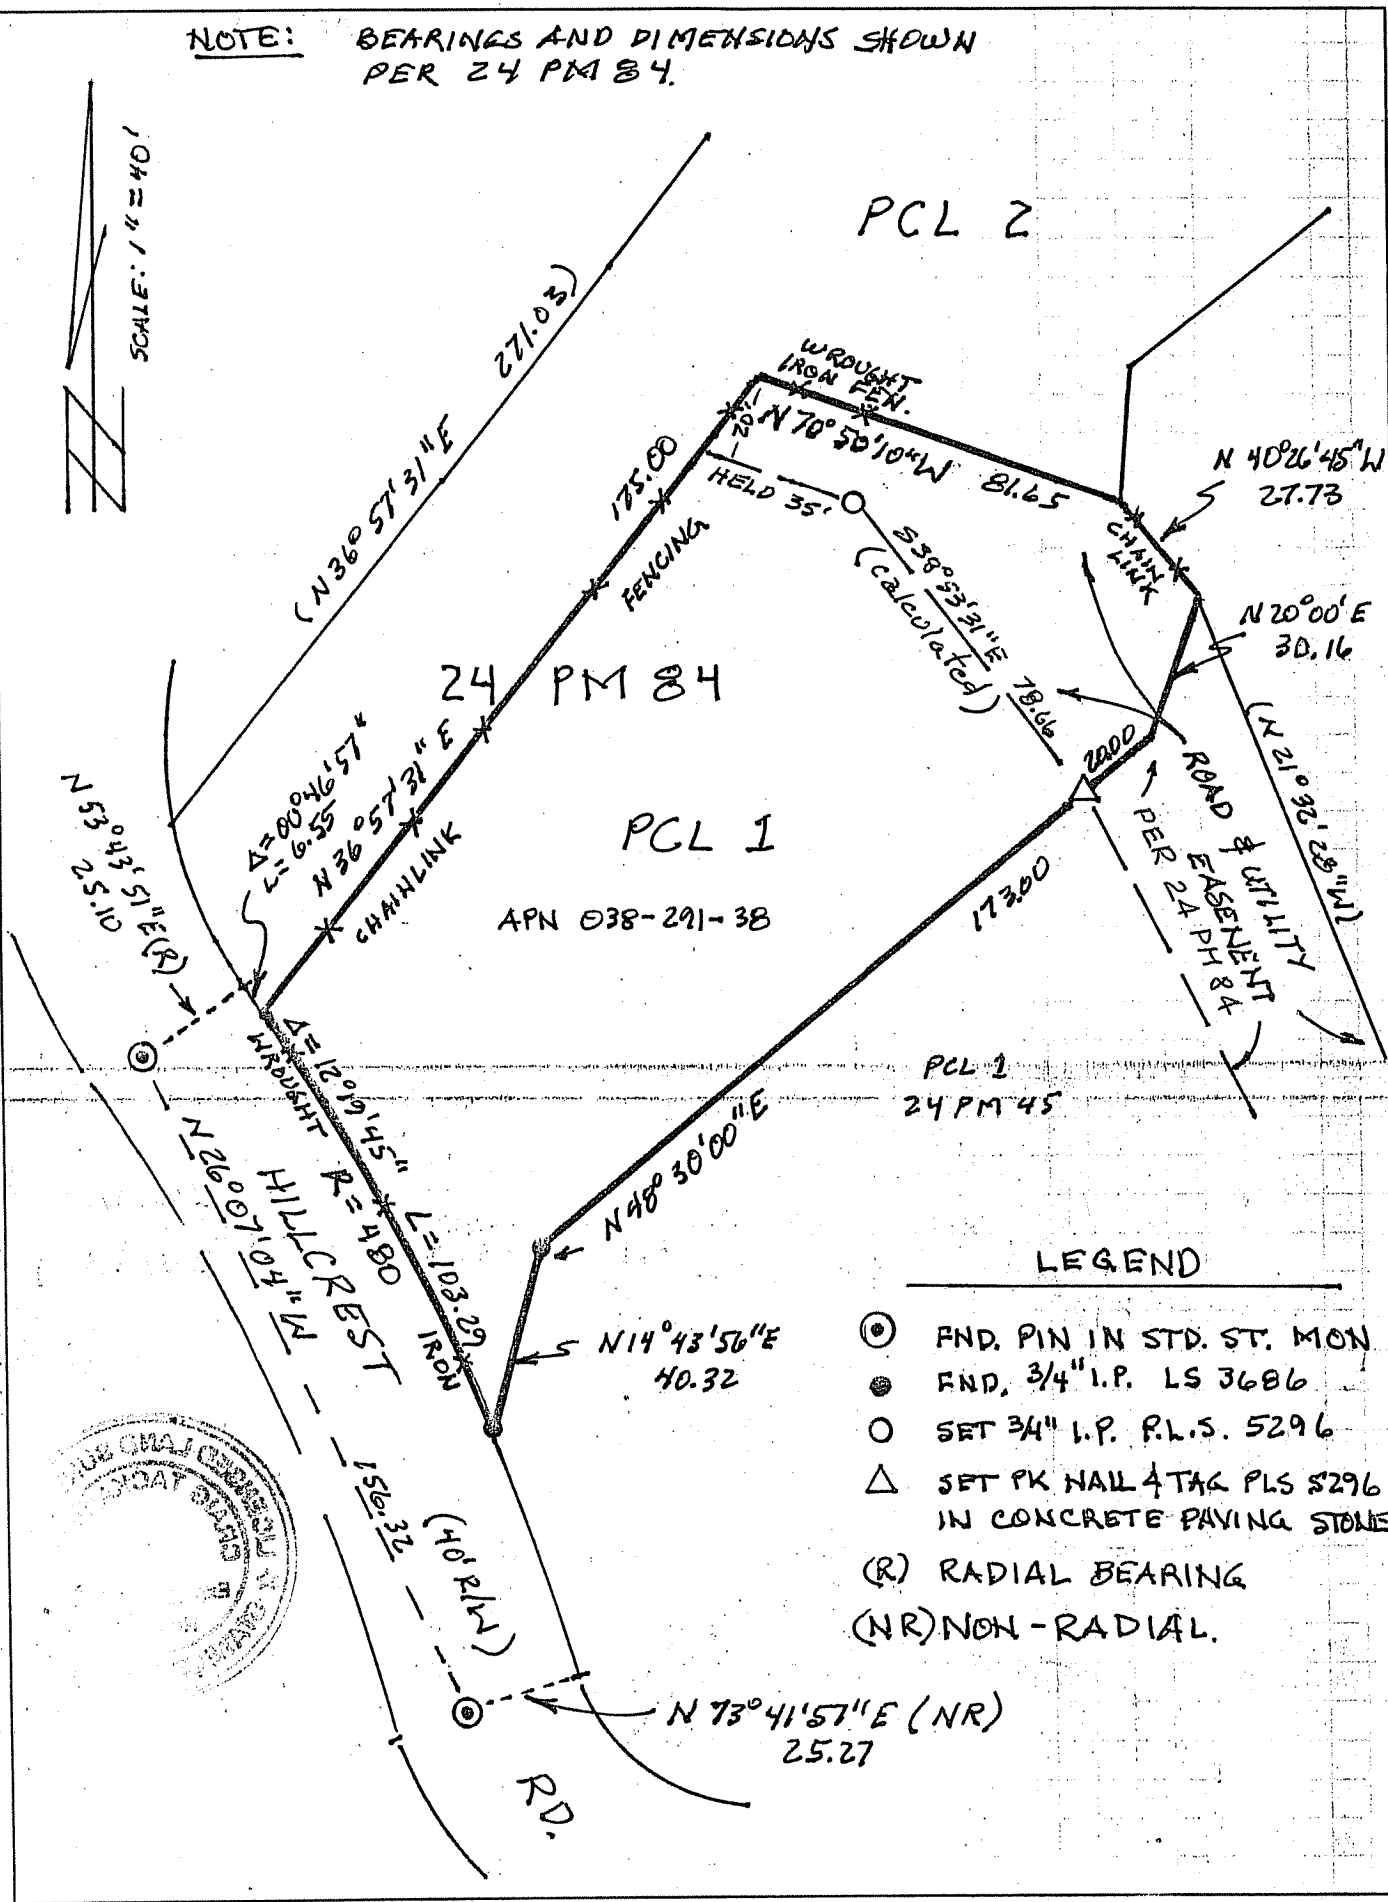 NOTE: BEARINGS AND DIMENSIONS SHOWN
PER 24 PM 84.
SCALE: 1" = 40'
PCL 2
271.03)
(N 36° 57' 31" E
WROUGHT
IRON FEN.
N 70° 50' 10" W 81.65
-20'-
HELD 35'
175.00
FENCING
N 40°26'45" W
27.73
CHAIN
LINK
S 38° 53' 31" E 78.66
(calculated)
N 20°00' E
30.16
24 PM 84
20.00
(N 21° 32' 28" W)
ROAD & UTILITY
EASENENT
PER 24 PM 84
Δ=00°46'57"
L= 6.55
N 36° 57' 31" E
CHAINLINK
PCL 1
APN 038-291-38
N 53° 43' 51" E (R)
25.10
173.00
Δ= 12°19'45"
WROUGHT
R= 480
L= 103.29
IRON
PCL 1
24 PM 45
N 48° 30' 00" E
N 26° 07' 04" W
156.32
HILLCREST
(40' R/W)
RD.
N 14° 43' 56" E
40.32
LEGEND
FND. PIN IN STD. ST. MON
FND. 3/4" I.P. LS 3686
SET 3/4" I.P. P.L.S. 5296
SET PK NAIL & TAG PLS 5296
IN CONCRETE PAVING STONE
(R) RADIAL BEARING
(NR) NON-RADIAL.
N 73° 41' 57" E (NR)
25.27